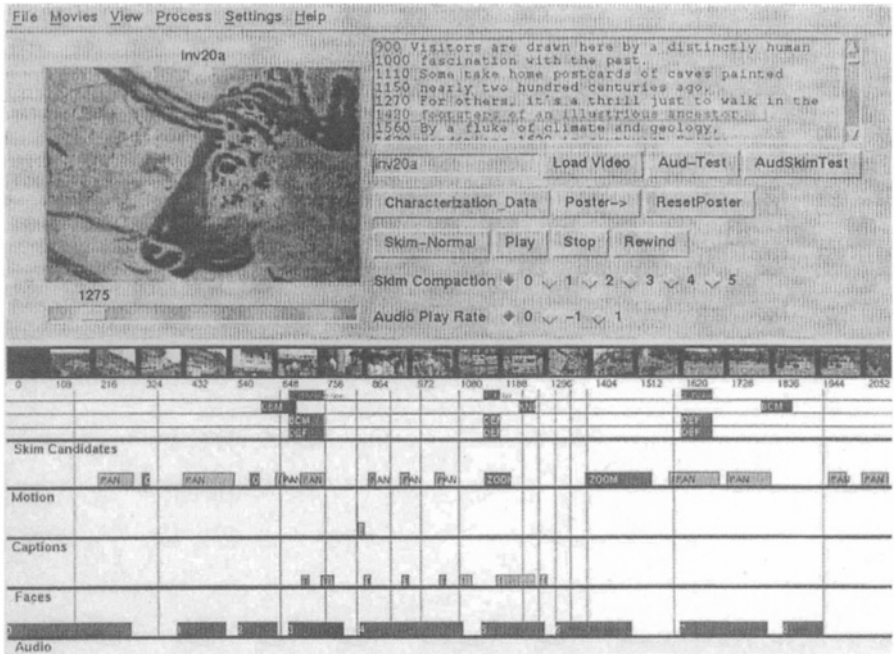 File Movies View Process Settings Help
Inv20a
900 Visitors are drawn here by a distinctly human
1000 fascination with the past.
1110 Some take home postcards of caves painted
1150 nearly two hundred centuries ago.
1270 For others, it's a thrill just to walk in the
1420 footsteps of an illustrious ancestor.
1560 By a fluke of climate and geology,
inv20a Load Video Aud-Test AudSkimTest
Characterization_Data Poster-> ResetPoster
Skim-Normal Play Stop Rewind
Skim Compaction 0 1 2 3 4 5
1275
Audio Play Rate 0 -1 1
0 108 216 324 432 540 648 756 864 972 1080 1188 1296 1404 1512 1620 1728 1836 1944 2052
BCM
BCM
DEF DEF
Skim Candidates
PAN PAN PAN PAN PAN PAN PAN ZOOM PAN PAN PAN PAN
Motion
Captions
Faces
Audio